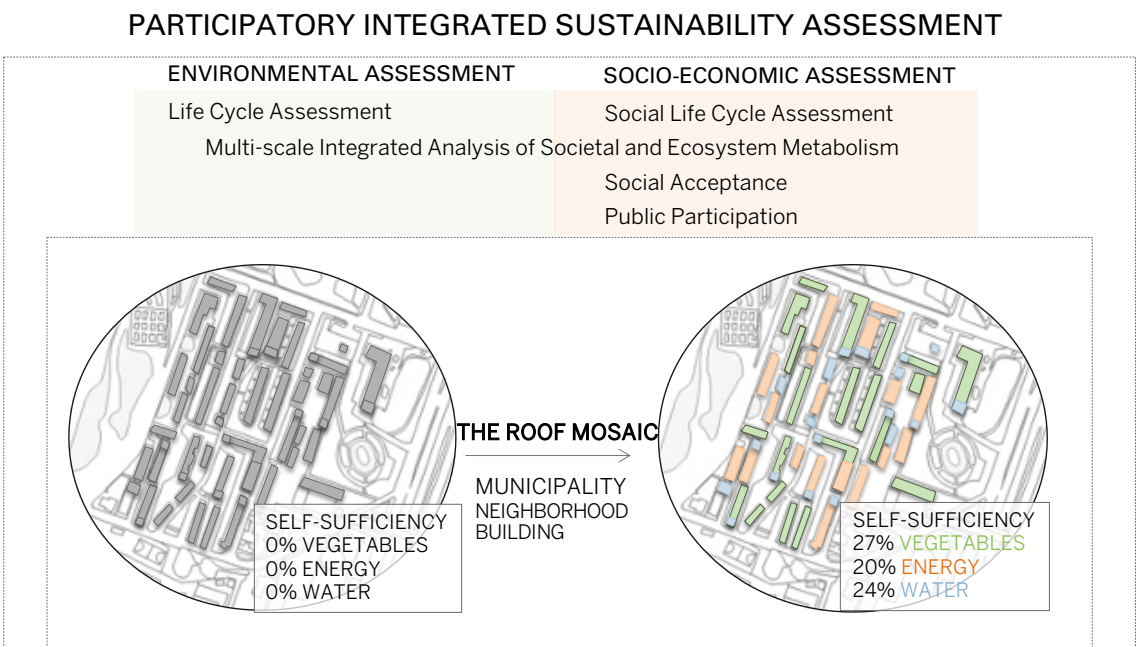 PARTICIPATORY INTEGRATED SUSTAINABILITY ASSESSMENT
ENVIRONMENTAL ASSESSMENT
Life Cycle Assessment
SOCIO-ECONOMIC ASSESSMENT
Social Life Cycle Assessment
Multi-scale Integrated Analysis of Societal and Ecosystem Metabolism
Social Acceptance
Public Participation
SELF-SUFFICIENCY
0% VEGETABLES
0% ENERGY
0% WATER
THE ROOF MOSAIC
MUNICIPALITY
NEIGHBORHOOD
BUILDING
SELF-SUFFICIENCY
27% VEGETABLES
20% ENERGY
24% WATER